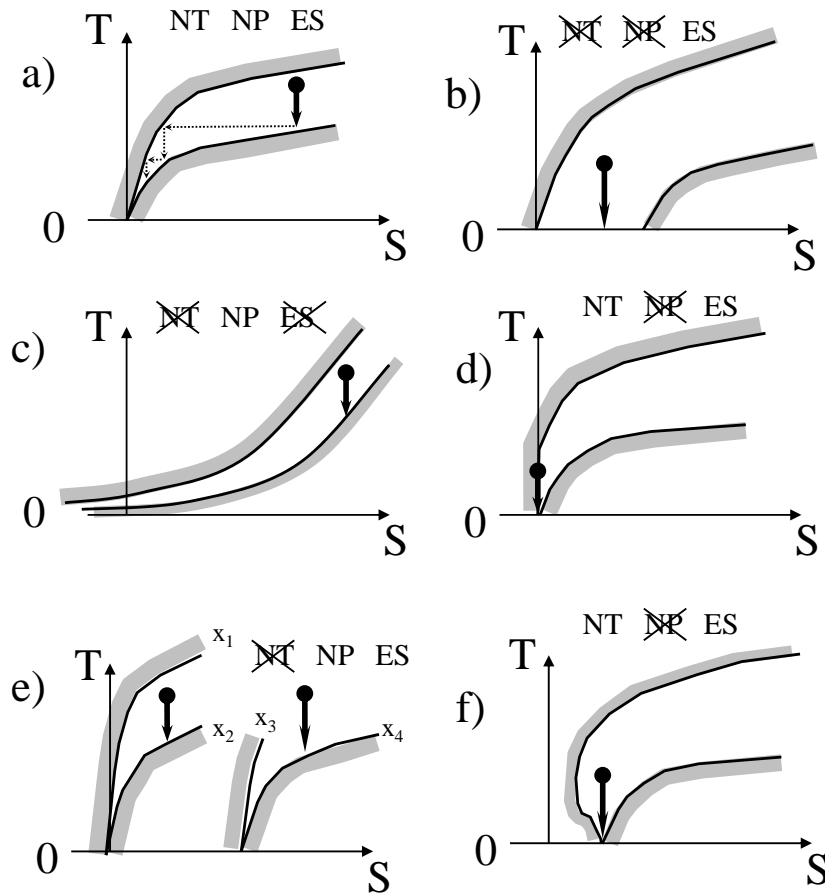 T NT NP ES
a)
0
S
NT NP ES
T
b)
0
S
NT NP ES
T
c)
0
S
NT NP ES
T
d)
0
S
x1
NT NP ES
T
e)
x2 x3 x4
0
S
NT NP ES
T
f)
0
S